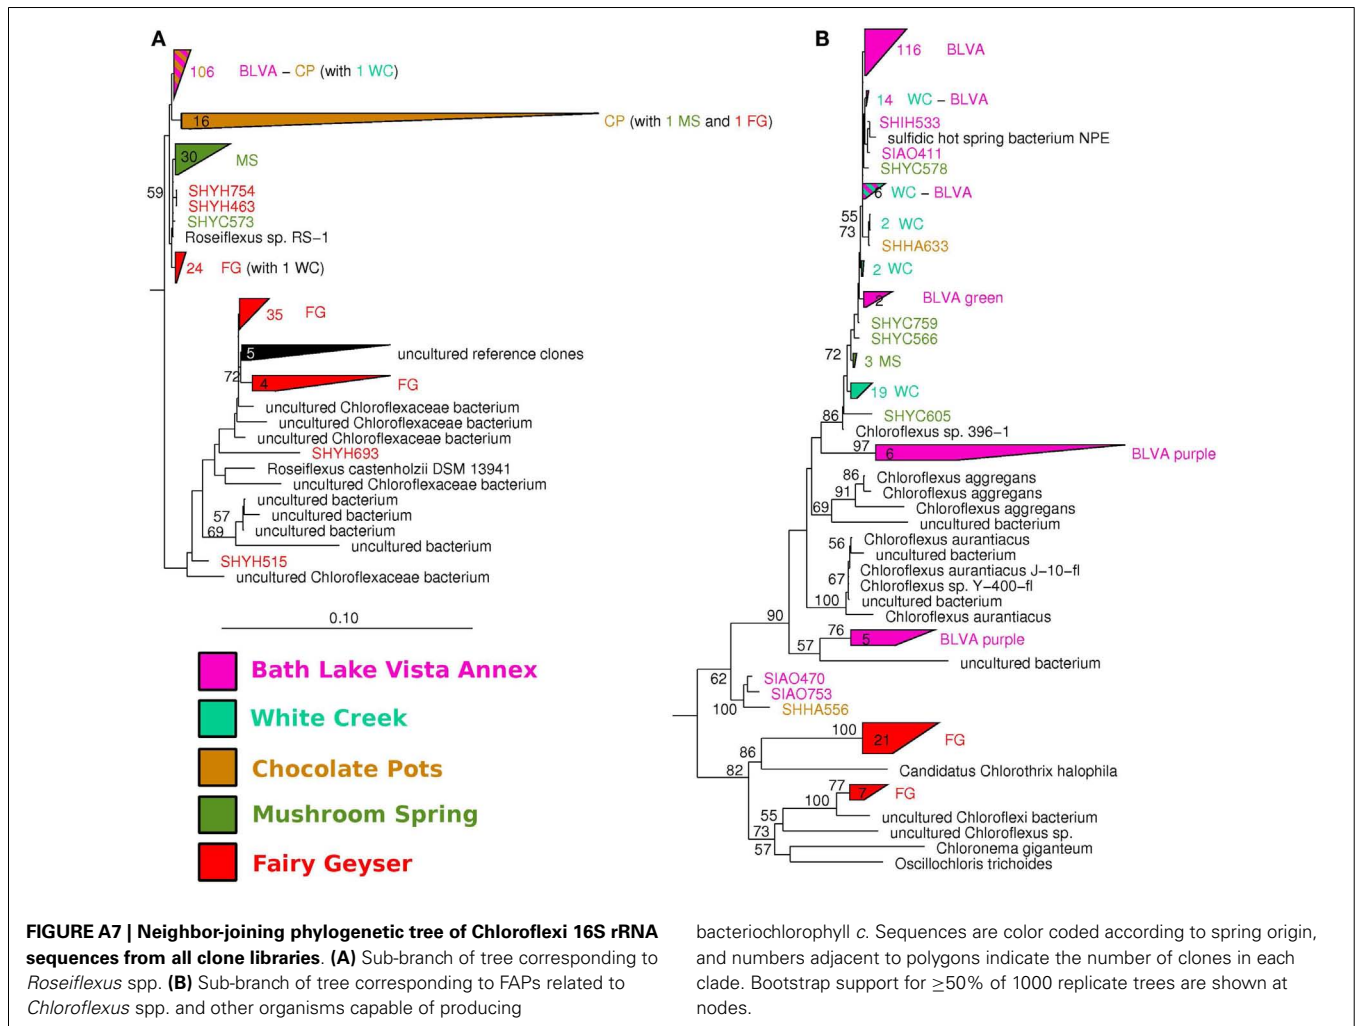 A
106 BLVA – CP (with 1 WC)
16 CP (with 1 MS and 1 FG)
30 MS
59
SHYH754
SHYH463
SHYC573
Roseiflexus sp. RS−1
24 FG (with 1 WC)
35 FG
5 uncultured reference clones
72
4 FG
uncultured Chloroflexaceae bacterium
uncultured Chloroflexaceae bacterium
uncultured Chloroflexaceae bacterium
SHYH693
Roseiflexus castenholzii DSM 13941
uncultured Chloroflexaceae bacterium
uncultured bacterium
57 uncultured bacterium
69 uncultured bacterium
uncultured bacterium
SHYH515
uncultured Chloroflexaceae bacterium
0.10
Bath Lake Vista Annex
White Creek
Chocolate Pots
Mushroom Spring
Fairy Geyser
B
116 BLVA
14 WC – BLVA
SHIH533
sulfidic hot spring bacterium NPE
SIAO411
SHYC578
6 WC – BLVA
55
73
2 WC
SHHA633
2 WC
2 BLVA green
SHYC759
SHYC566
72
3 MS
19 WC
86
SHYC605
Chloroflexus sp. 396−1
97 6 BLVA purple
86 Chloroflexus aggregans
91 Chloroflexus aggregans
69 Chloroflexus aggregans
uncultured bacterium
Chloroflexus aurantiacus
56 uncultured bacterium
Chloroflexus aurantiacus J−10−fl
67 Chloroflexus sp. Y−400−fl
100 uncultured bacterium
Chloroflexus aurantiacus
90
76 5 BLVA purple
57
uncultured bacterium
62
SIAO470
SIAO753
100 SHHA556
100 21 FG
86
82
Candidatus Chlorothrix halophila
77 7 FG
100
55 uncultured Chloroflexi bacterium
73 uncultured Chloroflexus sp.
57 Chloronema giganteum
Oscillochris trichoides
FIGURE A7 | Neighbor-joining phylogenetic tree of Chloroflexi 16S rRNA
sequences from all clone libraries. (A) Sub-branch of tree corresponding to
Roseiflexus spp. (B) Sub-branch of tree corresponding to FAPs related to
Chloroflexus spp. and other organisms capable of producing
bacteriochlorophyll c. Sequences are color coded according to spring origin,
and numbers adjacent to polygons indicate the number of clones in each
clade. Bootstrap support for ≥50% of 1000 replicate trees are shown at
nodes.